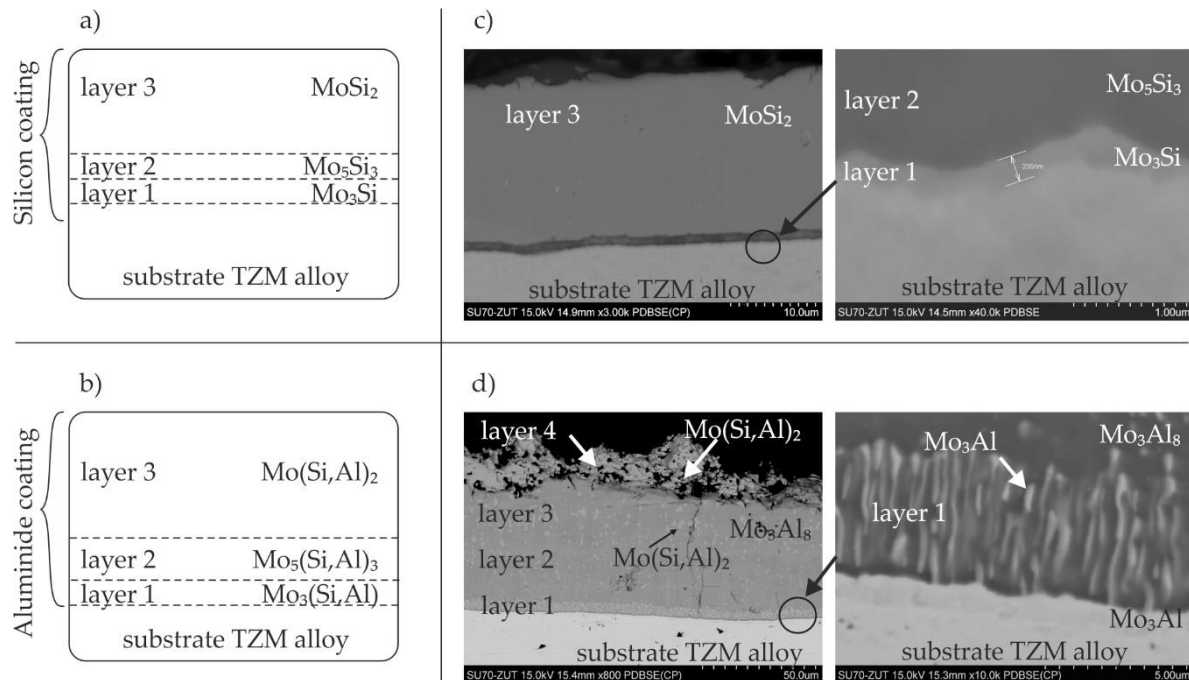 a)
Silicon coating
layer 3 MoSi₂
layer 2 Mo₅Si₃
layer 1 Mo₃Si
substrate TZM alloy
c)
layer 3 MoSi₂
substrate TZM alloy
SU70-ZUT 15.0kV 14.9mm x3.00k PDBSE(CP) 10.0um
Mo₅Si₃
layer 2
Mo₃Si
layer 1
230nm
substrate TZM alloy
SU70-ZUT 15.0kV 14.5mm x40.0k PDBSE 1.00um
b)
Aluminide coating
layer 3 Mo(Si,Al)₂
layer 2 Mo₅(Si,Al)₃
layer 1 Mo₃(Si,Al)
substrate TZM alloy
d)
layer 4 Mo(Si,Al)₂
layer 3
Mo₃Al₈
layer 2 Mo(Si,Al)₂
layer 1
substrate TZM alloy
SU70-ZUT 15.0kV 15.4mm x800 PDBSE(CP) 50.0um
Mo₃Al Mo₃Al₈
layer 1
Mo₃Al
substrate TZM alloy
SU70-ZUT 15.0kV 15.3mm x10.0k PDBSE(CP) 5.00um